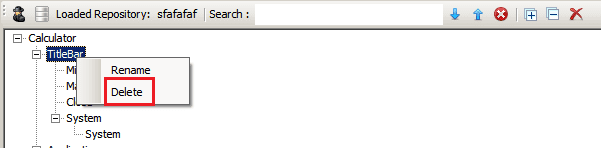 Loaded Repository: sfafafaf Search :
Calculator
TitleBar
Rename
Delete
System
System